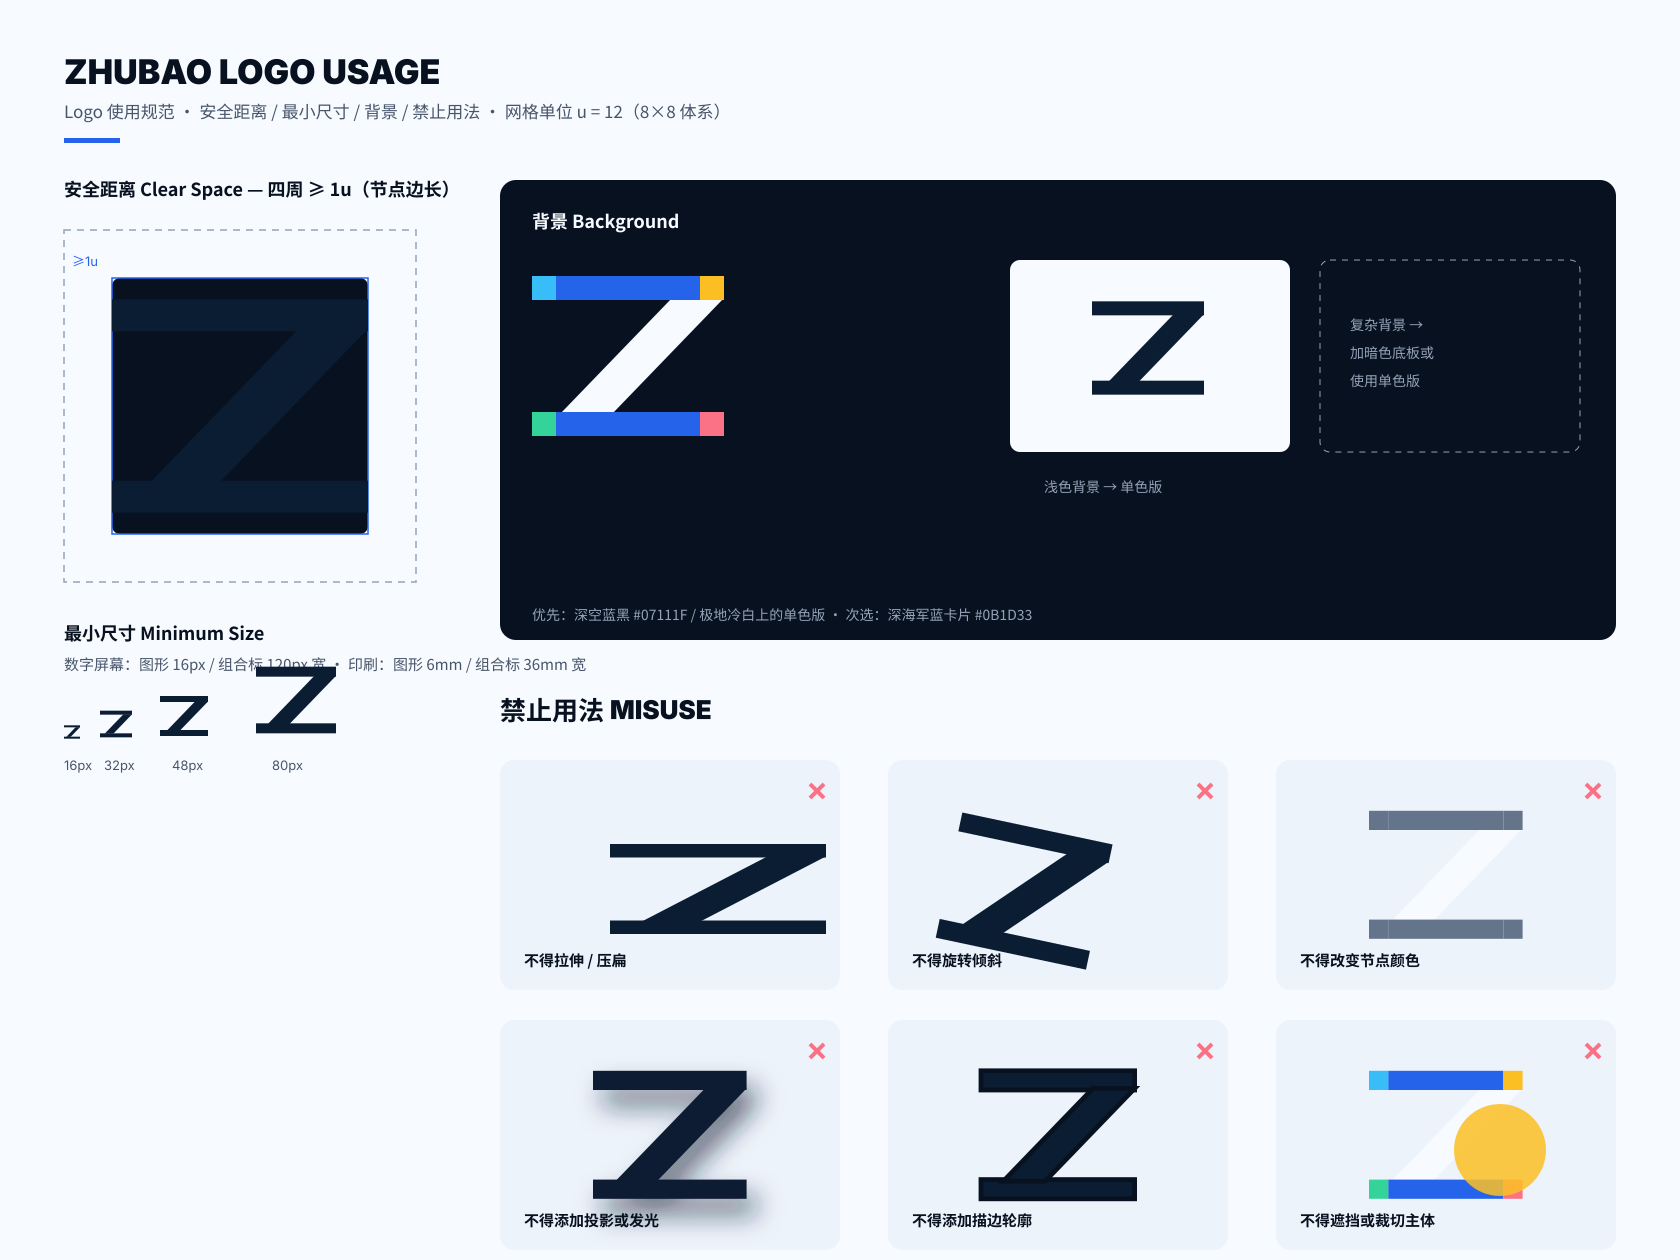 ZHUBAO LOGO USAGE
Logo 使用规范 • 安全距离 / 最小尺寸 / 背景 / 禁止用法 • 网格单位 u = 12（8×8 体系）
安全距离 Clear Space — 四周 ≥ 1u（节点边长）
≥1u
背景 Background
复杂背景 →
加暗色底板或
使用单色版
浅色背景 → 单色版
优先：深空蓝黑 #07111F / 极地冷白上的单色版 • 次选：深海军蓝卡片 #0B1D33
最小尺寸 Minimum Size
数字屏幕：图形 16px / 组合标 120px 宽 • 印刷：图形 6mm / 组合标 36mm 宽
16px 32px 48px 80px
禁止用法 MISUSE
不得拉伸 / 压扁
不得旋转倾斜
不得改变节点颜色
不得添加投影或发光
不得添加描边轮廓
不得遮挡或裁切主体